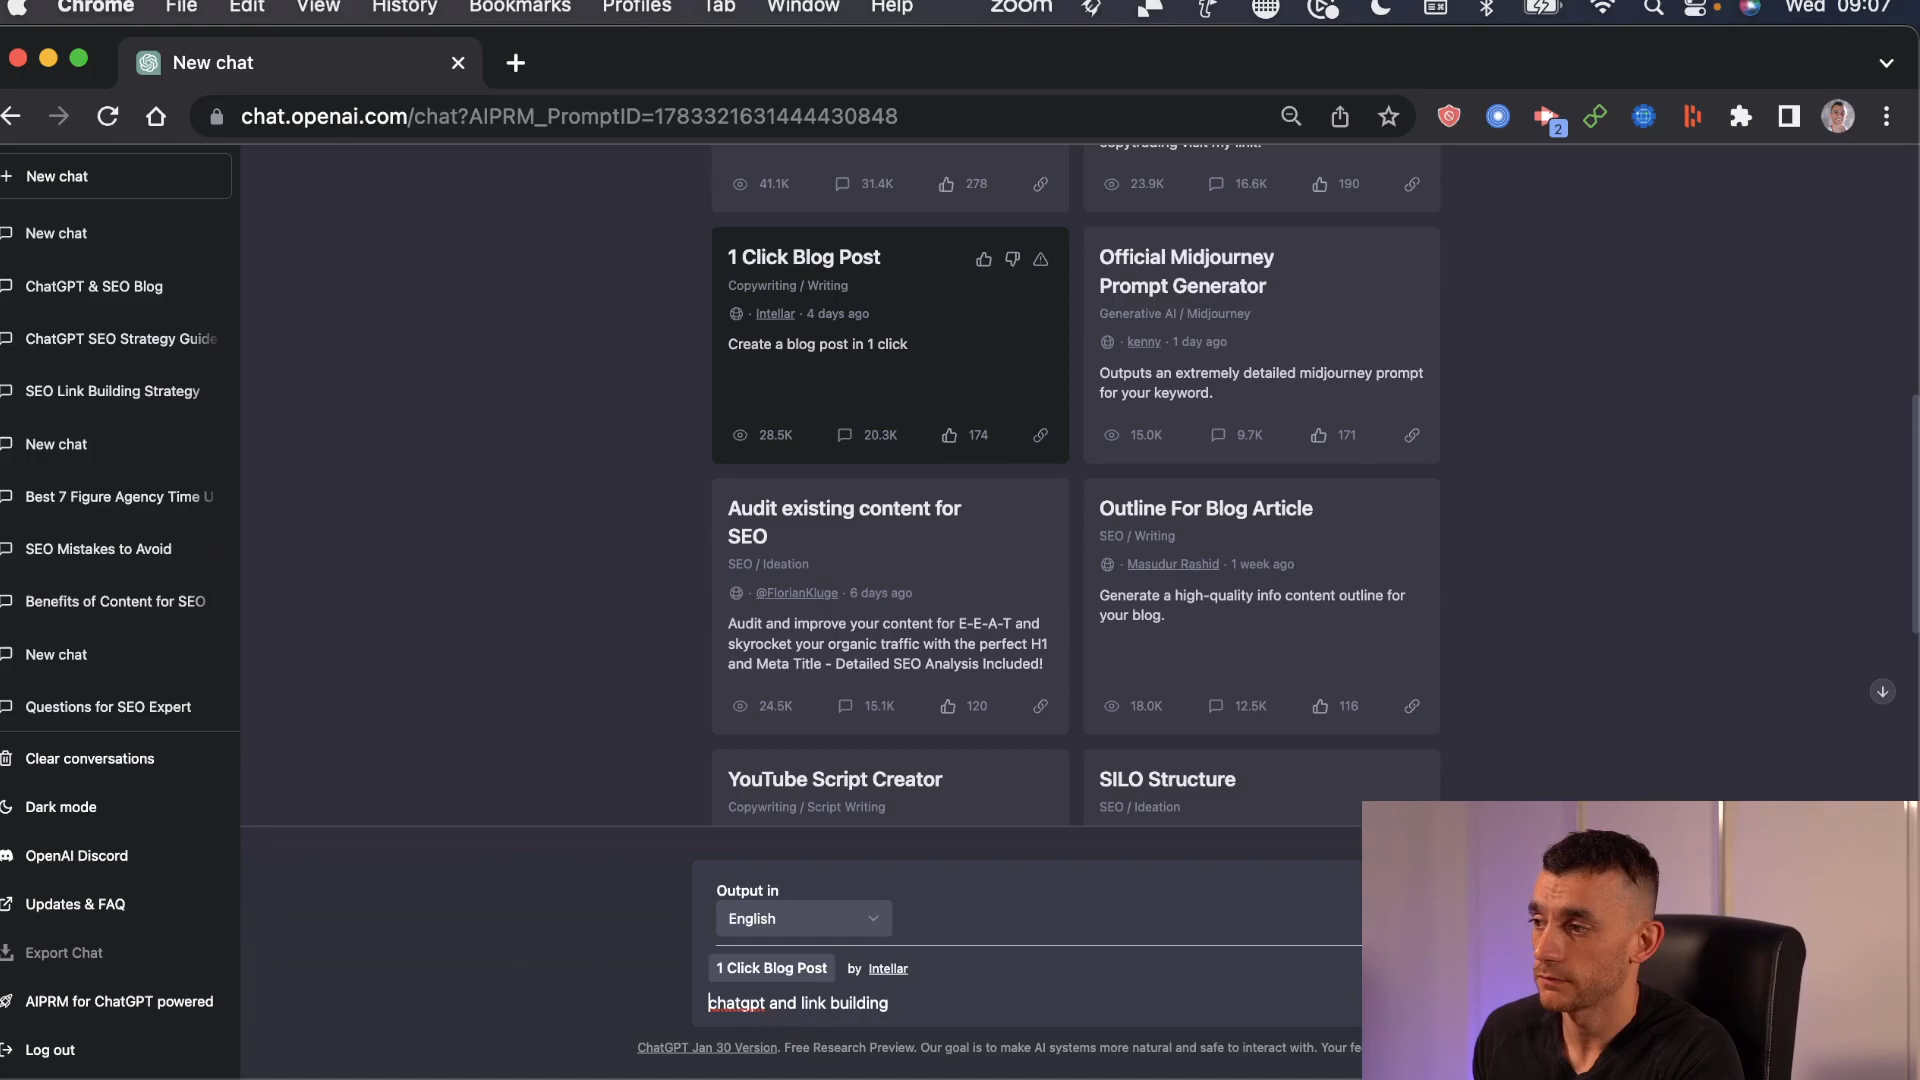 Chrome File Edit View History Bookmarks Profiles Tab Window Help zoom Wed 09:07
New chat
chat.openai.com/chat?AIPRM_PromptID=1783321631444430848
2
New chat
New chat
ChatGPT & SEO Blog
ChatGPT SEO Strategy Guide
SEO Link Building Strategy
New chat
Best 7 Figure Agency Time U
SEO Mistakes to Avoid
Benefits of Content for SEO
New chat
Questions for SEO Expert
Clear conversations
Dark mode
OpenAI Discord
Updates & FAQ
Export Chat
AIPRM for ChatGPT powered
Log out
41.1K 31.4K 278
copytrading visit my link!
23.9K 16.6K 190
1 Click Blog Post
Copywriting / Writing
· Intellar · 4 days ago
Create a blog post in 1 click
28.5K 20.3K 174
Official Midjourney
Prompt Generator
Generative AI / Midjourney
· kenny · 1 day ago
Outputs an extremely detailed midjourney prompt
for your keyword.
15.0K 9.7K 171
Audit existing content for
SEO
SEO / Ideation
· @FlorianKluge · 6 days ago
Audit and improve your content for E-E-A-T and
skyrocket your organic traffic with the perfect H1
and Meta Title - Detailed SEO Analysis Included!
24.5K 15.1K 120
Outline For Blog Article
SEO / Writing
· Masudur Rashid · 1 week ago
Generate a high-quality info content outline for
your blog.
18.0K 12.5K 116
YouTube Script Creator
Copywriting / Script Writing
SILO Structure
SEO / Ideation
Output in
English
1 Click Blog Post by Intellar
chatgpt and link building
ChatGPT Jan 30 Version. Free Research Preview. Our goal is to make AI systems more natural and safe to interact with. Your fe